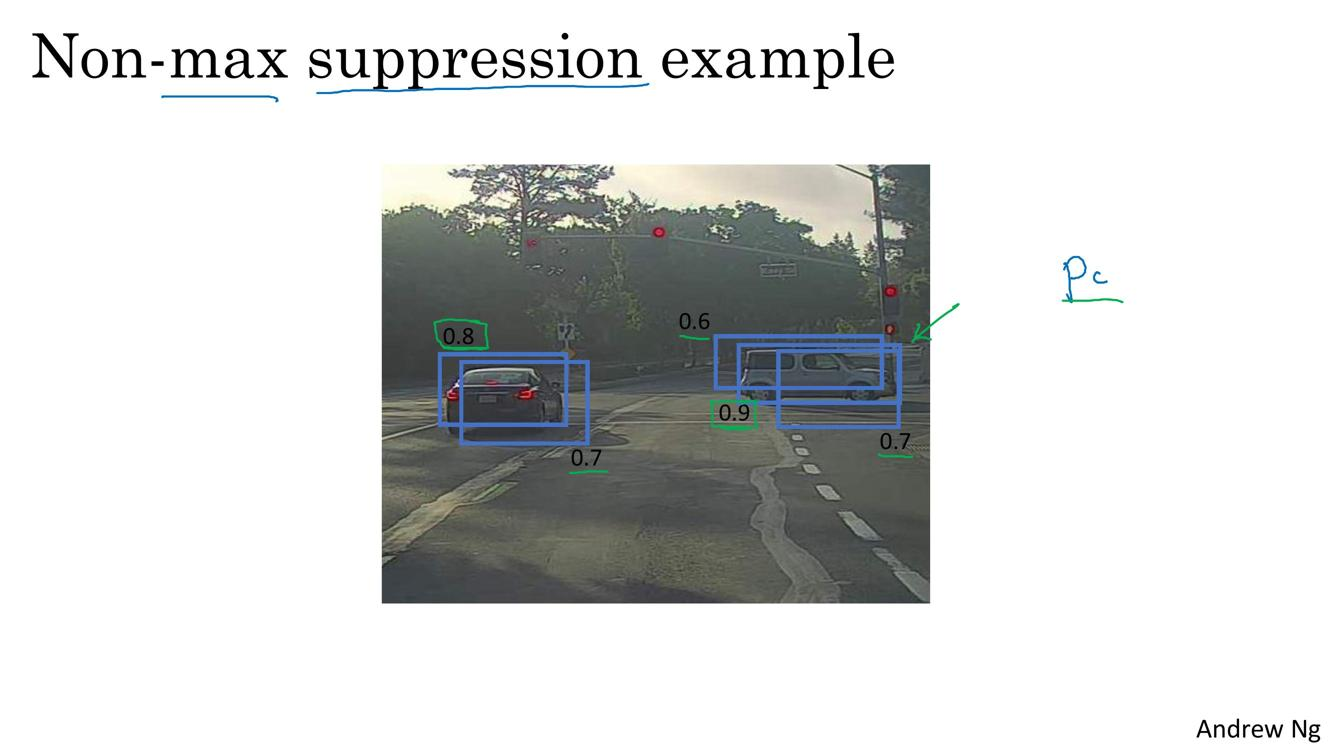 Non-max suppression example
pc
0.6
0.8
0.9
0.7
0.7
Andrew Ng